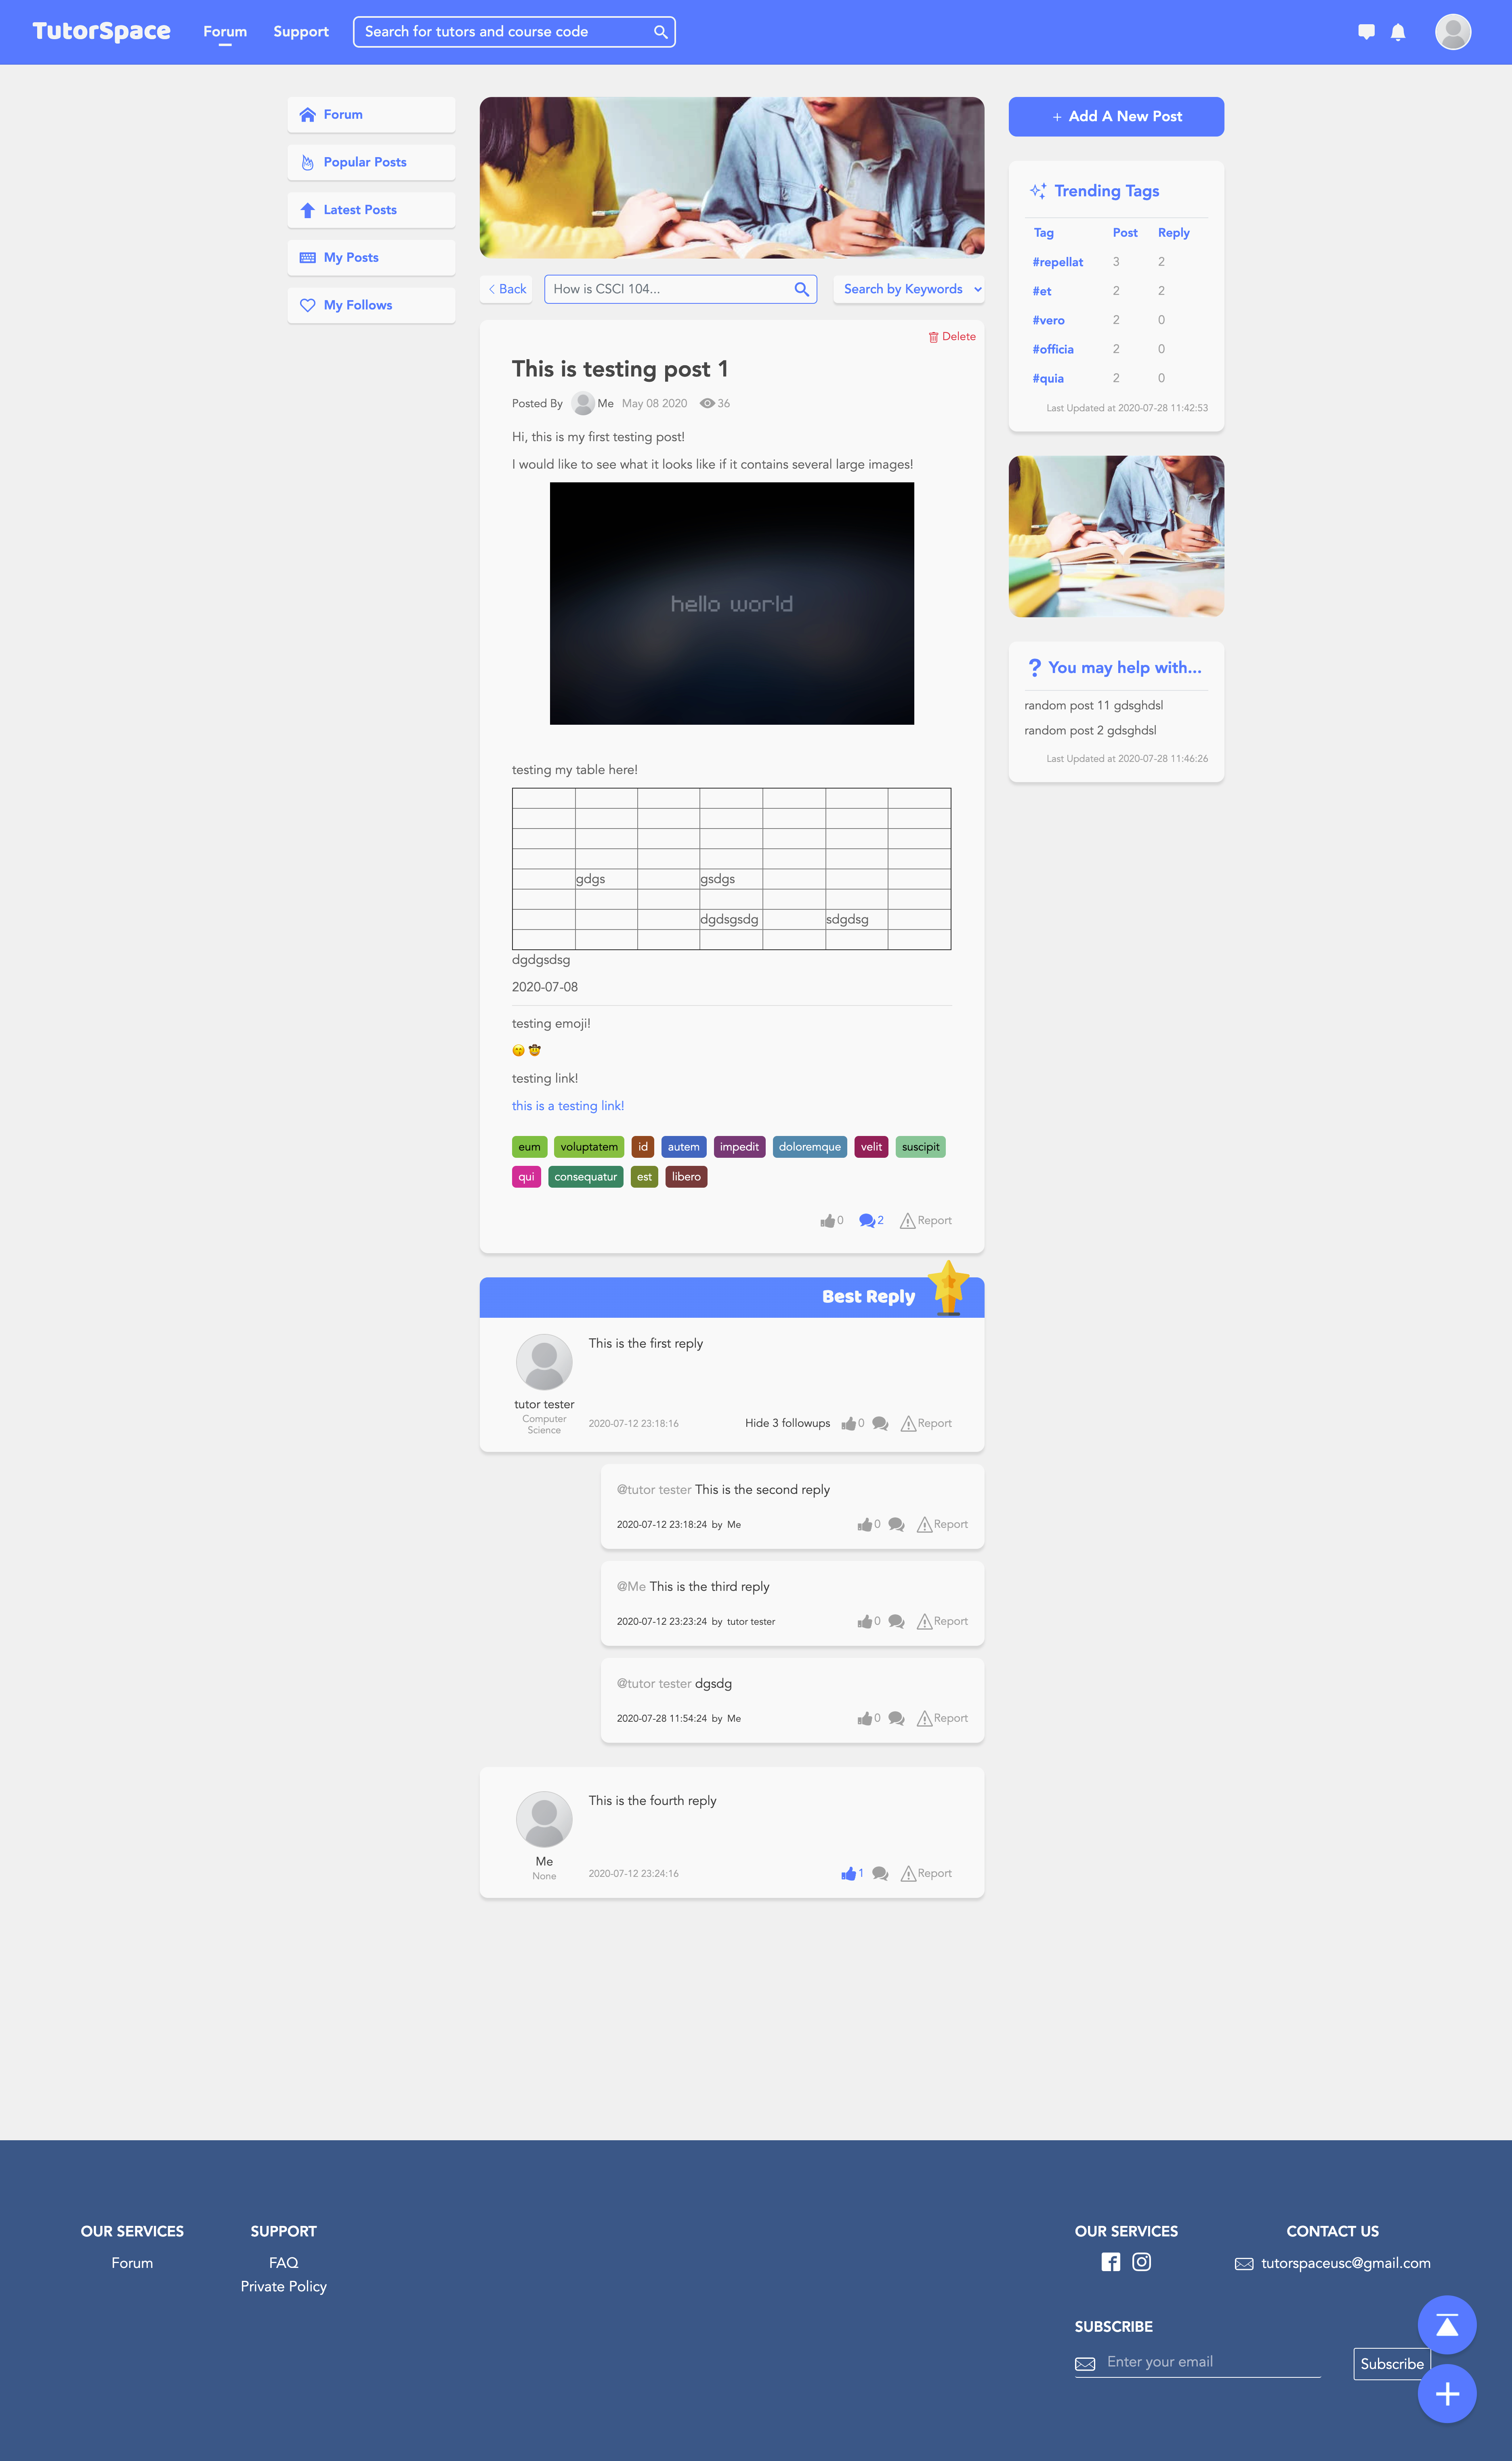 TutorSpace
Forum
Support
Search for tutors and course code
Forum
Popular Posts
Latest Posts
My Posts
My Follows
Back
How is CSCI 104...
Search by Keywords
Delete
This is testing post 1
Posted By Me May 08 2020 36
Hi, this is my first testing post!
I would like to see what it looks like if it contains several large images!
hello world
testing my table here!
gdgs gsdgs
dgdsgsdg sdgdsg
dgdgsdsg
2020-07-08
testing emoji!
😙 🤠
testing link!
this is a testing link!
eum voluptatem id autem impedit doloremque velit suscipit
qui consequatur est libero
0 2 Report
Best Reply
This is the first reply
tutor tester
Computer
Science
2020-07-12 23:18:16
Hide 3 followups 0 Report
@tutor tester This is the second reply
2020-07-12 23:18:24 by Me 0 Report
@Me This is the third reply
2020-07-12 23:23:24 by tutor tester 0 Report
@tutor tester dgsdg
2020-07-28 11:54:24 by Me 0 Report
This is the fourth reply
Me
None
2020-07-12 23:24:16 1 Report
+ Add A New Post
Trending Tags
Tag Post Reply
#repellat 3 2
#et 2 2
#vero 2 0
#officia 2 0
#quia 2 0
Last Updated at 2020-07-28 11:42:53
? You may help with...
random post 11 gdsghdsl
random post 2 gdsghdsl
Last Updated at 2020-07-28 11:46:26
OUR SERVICES
Forum
SUPPORT
FAQ
Private Policy
OUR SERVICES
CONTACT US
tutorspaceusc@gmail.com
SUBSCRIBE
Enter your email
Subscribe